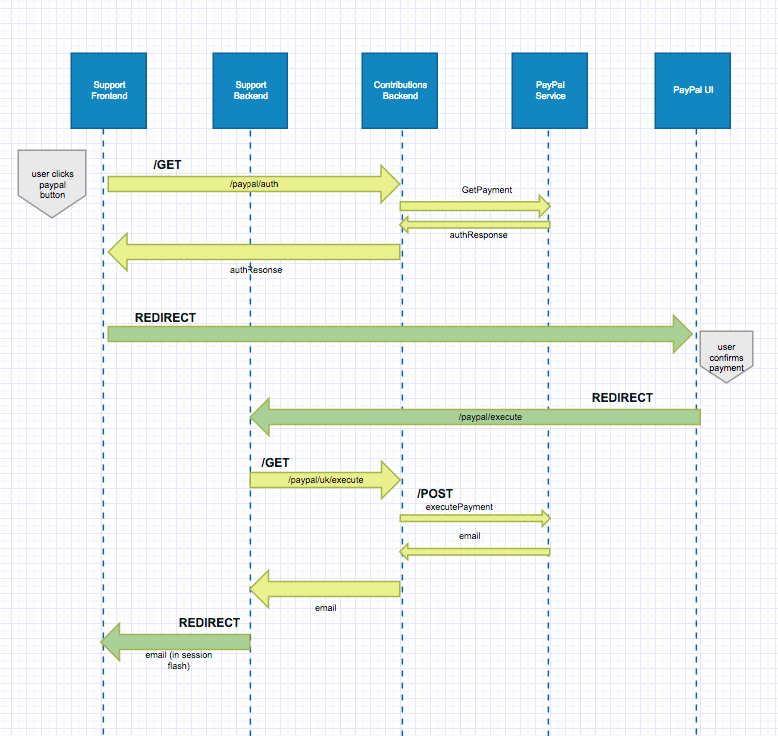 Support
Frontend
Support
Backend
Contributions
Backend
PayPal
Service
PayPal UI
user clicks
paypal
button
/GET
/paypal/auth
GetPayment
authResponse
authResonse
REDIRECT
user
confirms
payment
REDIRECT
/paypal/execute
/GET
/paypal/uk/execute
/POST
executePayment
email
email
REDIRECT
email (in session
flash)